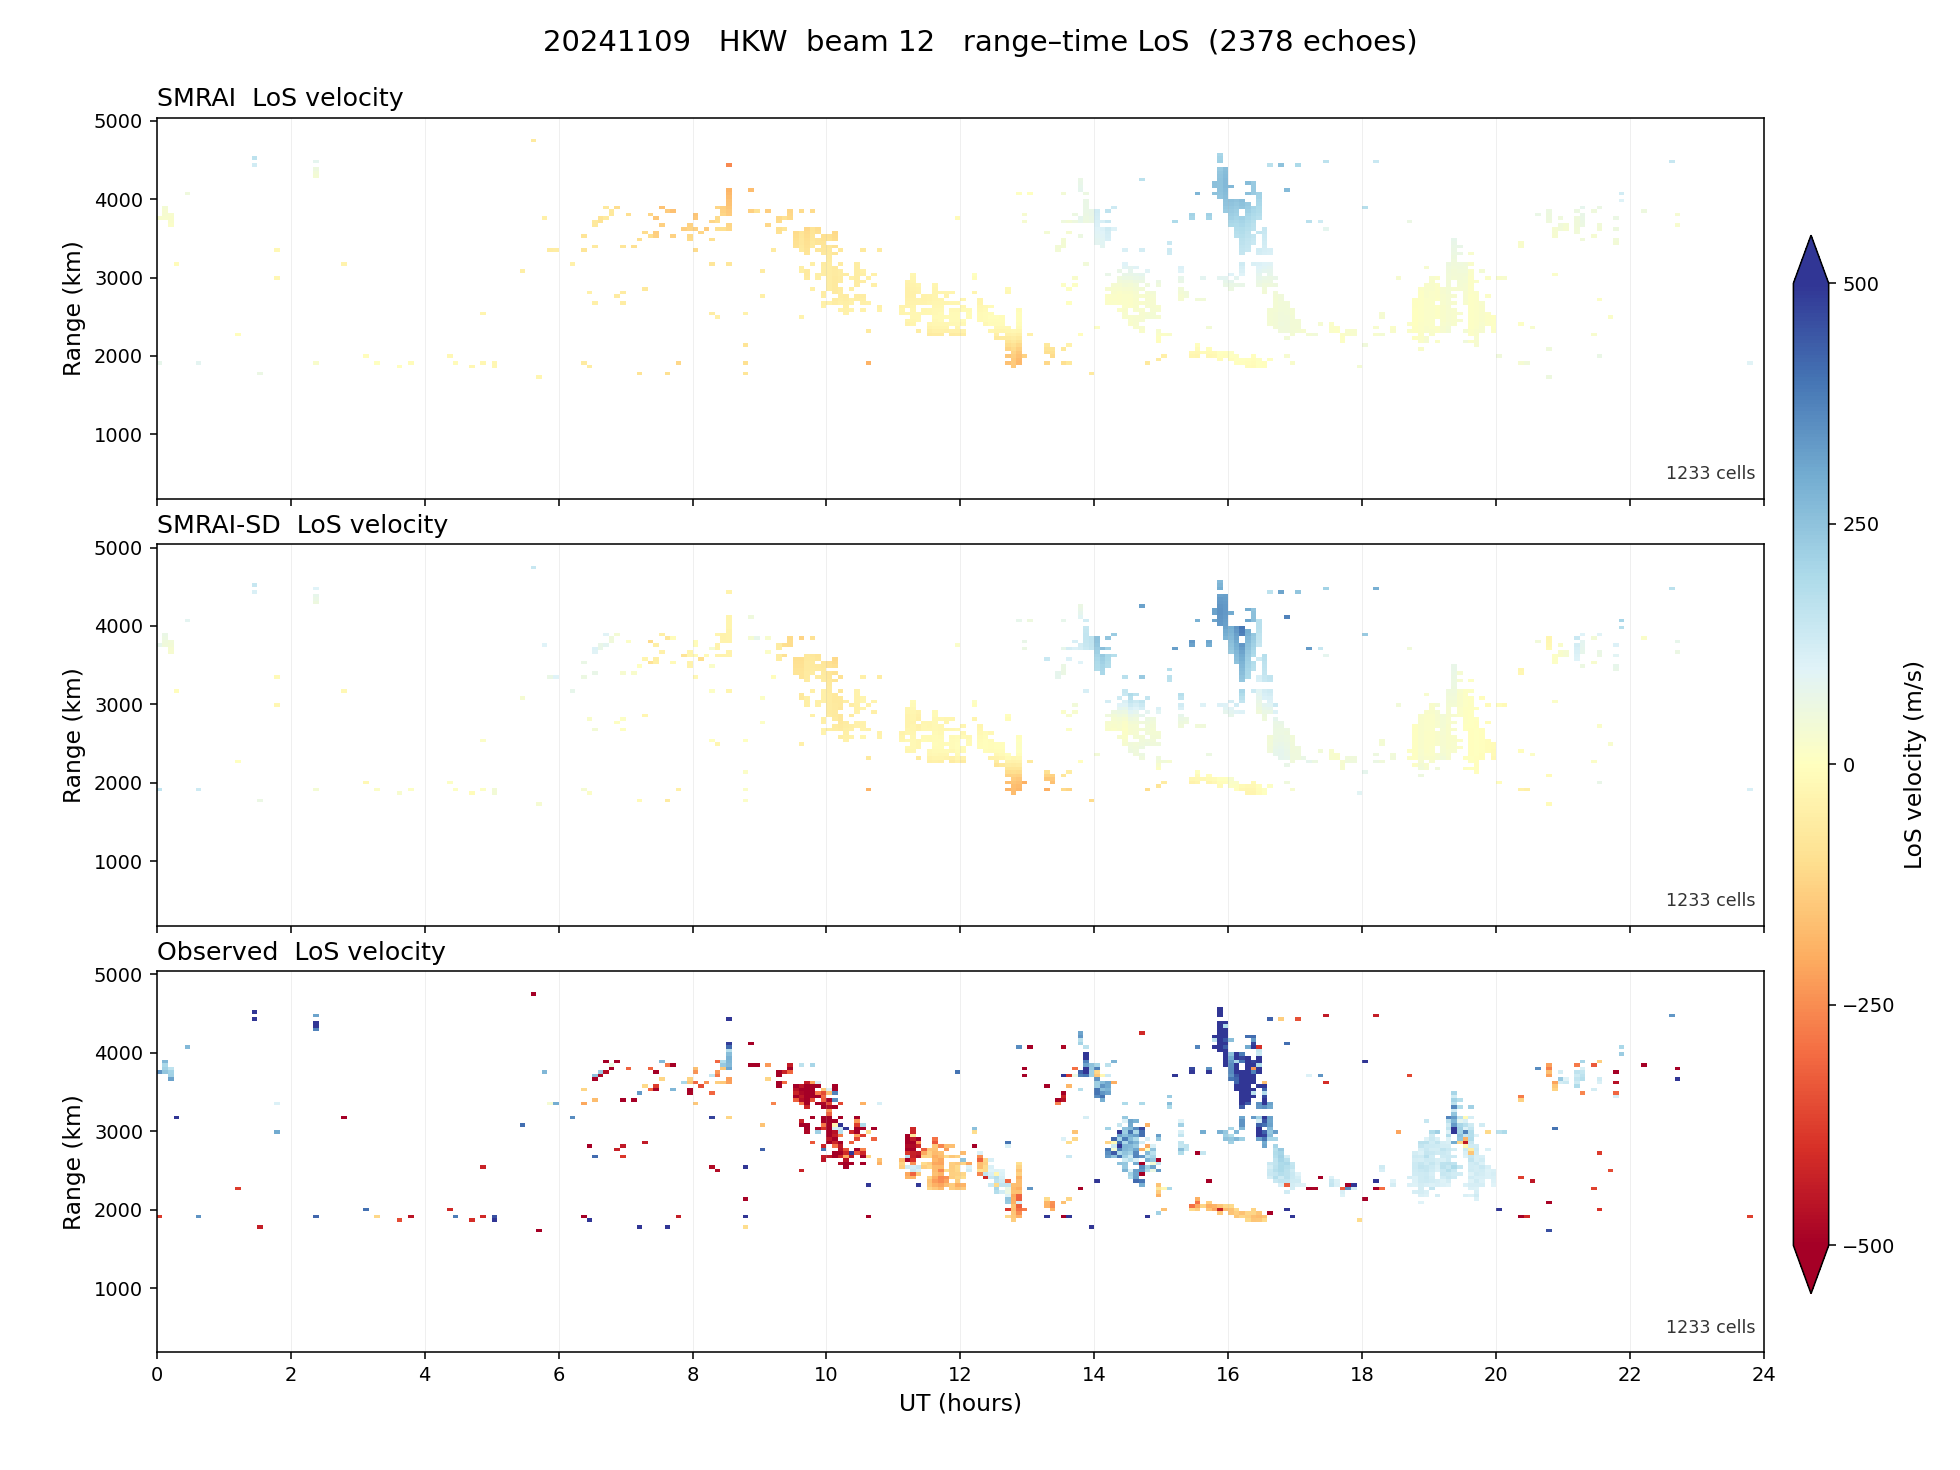 20241109   HKW  beam 12   range–time LoS  (2378 echoes)
SMRAI  LoS velocity
5000
4000
3000
2000
1000
Range (km)
1233 cells
SMRAI-SD  LoS velocity
5000
4000
3000
2000
1000
Range (km)
1233 cells
Observed  LoS velocity
5000
4000
3000
2000
1000
Range (km)
1233 cells
0 2 4 6 8 10 12 14 16 18 20 22 24
UT (hours)
500
250
0
−250
−500
LoS velocity (m/s)